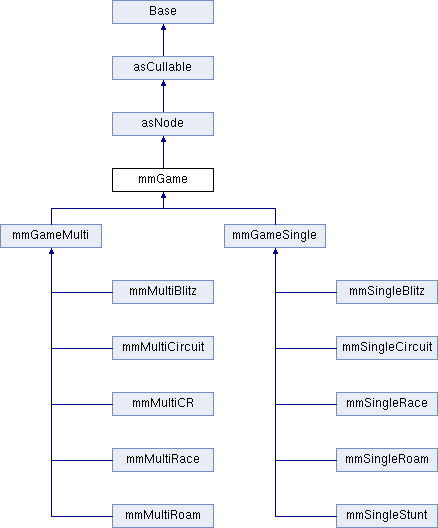 Base
asCullable
asNode
mmGame
mmGameMulti
mmGameSingle
mmMultiBlitz
mmSingleBlitz
mmMultiCircuit
mmSingleCircuit
mmMultiCR
mmSingleRace
mmMultiRace
mmSingleRoam
mmMultiRoam
mmSingleStunt